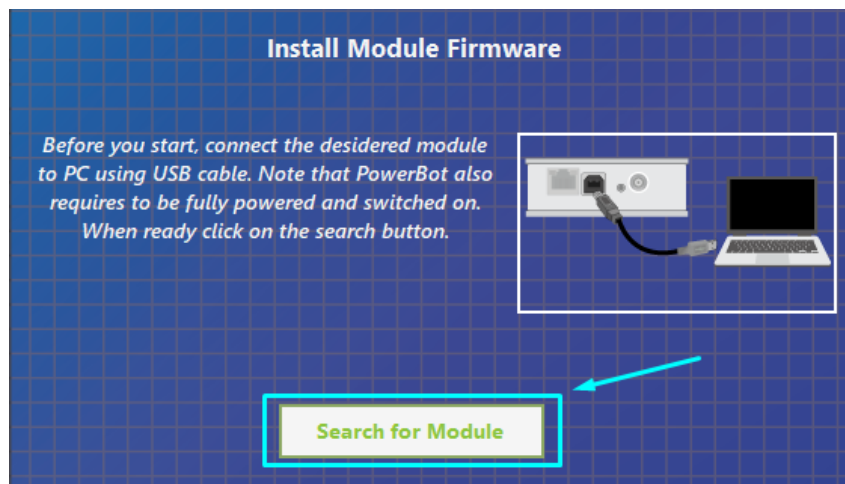 Install Module Firmware
Before you start, connect the desidered module
to PC using USB cable. Note that PowerBot also
requires to be fully powered and switched on.
When ready click on the search button.
Search for Module